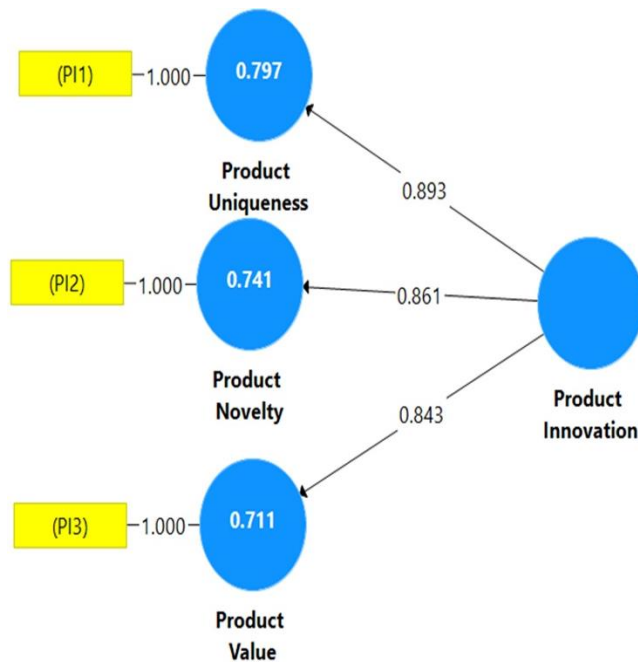 (PI1)
1.000
0.797
Product
Uniqueness
0.893
(PI2)
1.000
0.741
0.861
Product
Novelty
Product
Innovation
0.843
(PI3)
1.000
0.711
Product
Value